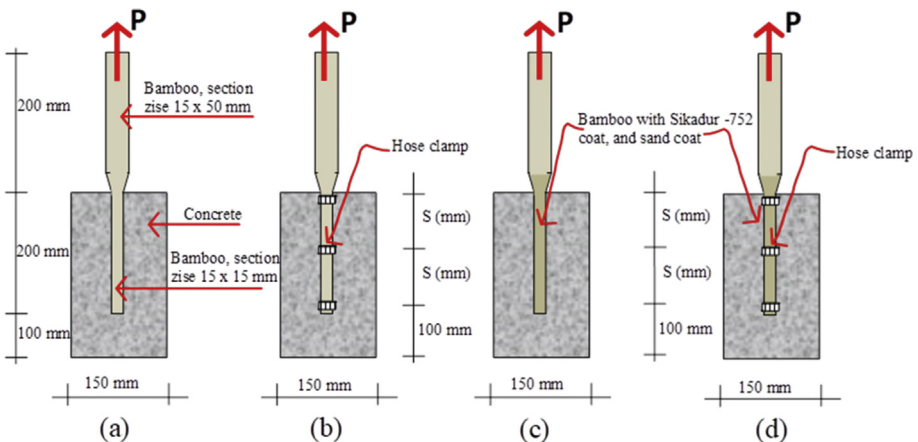 P
P
P
P
200 mm
Bamboo, section
zise 15 x 50 mm
Hose clamp
Bamboo with Sikadur -752
coat, and sand coat
Hose clamp
200 mm
Concrete
Bamboo, section
zise 15 x 15 mm
100 mm
S (mm)
S (mm)
100 mm
S (mm)
S (mm)
100 mm
150 mm
150 mm
150 mm
150 mm
(a)
(b)
(c)
(d)